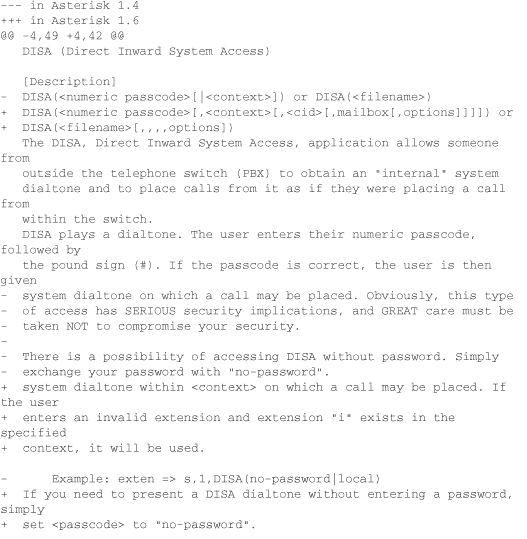 --- in Asterisk 1.4
+++ in Asterisk 1.6
@@ -4,49 +4,42 @@
DISA (Direct Inward System Access)
[Description]
- DISA(<numeric passcode>[|<context>]) or DISA(<filename>)
+ DISA(<numeric passcode>[,<context>[,<cid>[,mailbox[,options]]]]) or
+ DISA(<filename>[,,,,options])
The DISA, Direct Inward System Access, application allows someone
from
outside the telephone switch (PBX) to obtain an "internal" system
dialtone and to place calls from it as if they were placing a call
from
within the switch.
DISA plays a dialtone. The user enters their numeric passcode,
followed by
the pound sign (#). If the passcode is correct, the user is then
given
- system dialtone on which a call may be placed. Obviously, this type
- of access has SERIOUS security implications, and GREAT care must be
- taken NOT to compromise your security.
-
- There is a possibility of accessing DISA without password. Simply
- exchange your password with "no-password".
+ system dialtone within <context> on which a call may be placed. If
the user
+ enters an invalid extension and extension "i" exists in the
specified
+ context, it will be used.
- Example: exten => s,1,DISA(no-password|local)
+ If you need to present a DISA dialtone without entering a password,
simply
+ set <passcode> to "no-password".